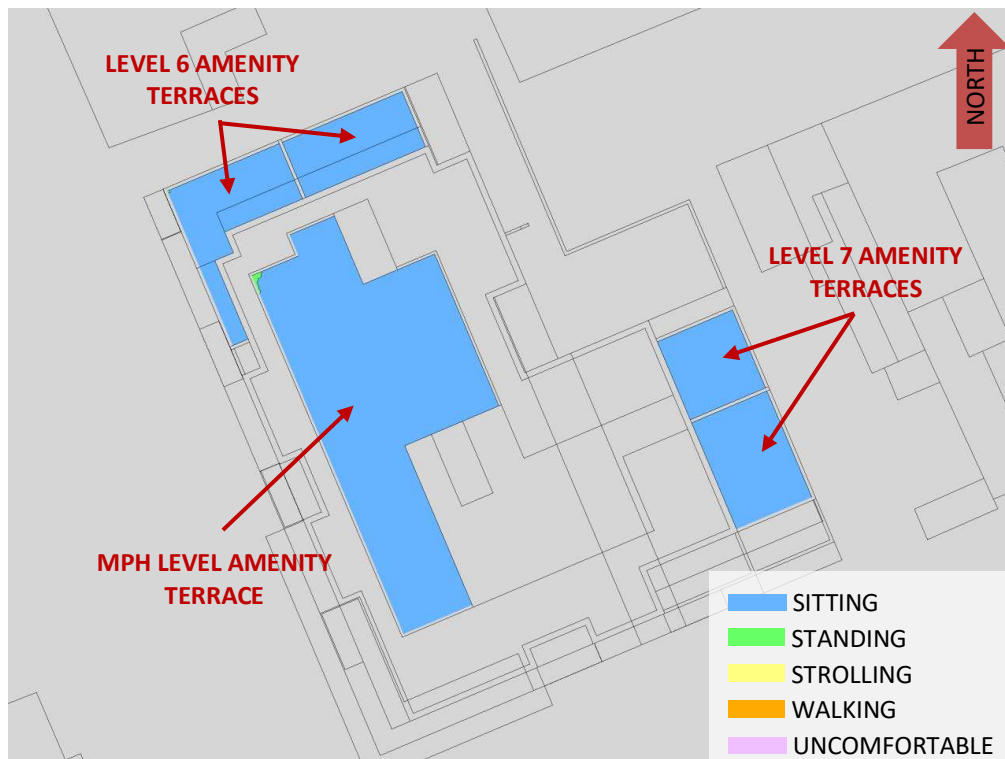 LEVEL 6 AMENITY
TERRACES
NORTH
LEVEL 7 AMENITY
TERRACES
MPH LEVEL AMENITY
TERRACE
SITTING
STANDING
STROLLING
WALKING
UNCOMFORTABLE